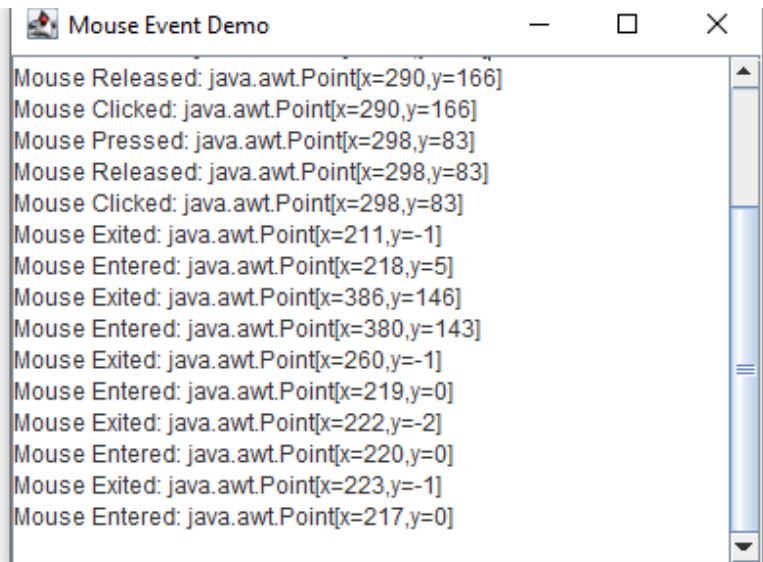 Mouse Event Demo
Mouse Released: java.awt.Point[x=290,y=166]
Mouse Clicked: java.awt.Point[x=290,y=166]
Mouse Pressed: java.awt.Point[x=298,y=83]
Mouse Released: java.awt.Point[x=298,y=83]
Mouse Clicked: java.awt.Point[x=298,y=83]
Mouse Exited: java.awt.Point[x=211,y=-1]
Mouse Entered: java.awt.Point[x=218,y=5]
Mouse Exited: java.awt.Point[x=386,y=146]
Mouse Entered: java.awt.Point[x=380,y=143]
Mouse Exited: java.awt.Point[x=260,y=-1]
Mouse Entered: java.awt.Point[x=219,y=0]
Mouse Exited: java.awt.Point[x=222,y=-2]
Mouse Entered: java.awt.Point[x=220,y=0]
Mouse Exited: java.awt.Point[x=223,y=-1]
Mouse Entered: java.awt.Point[x=217,y=0]